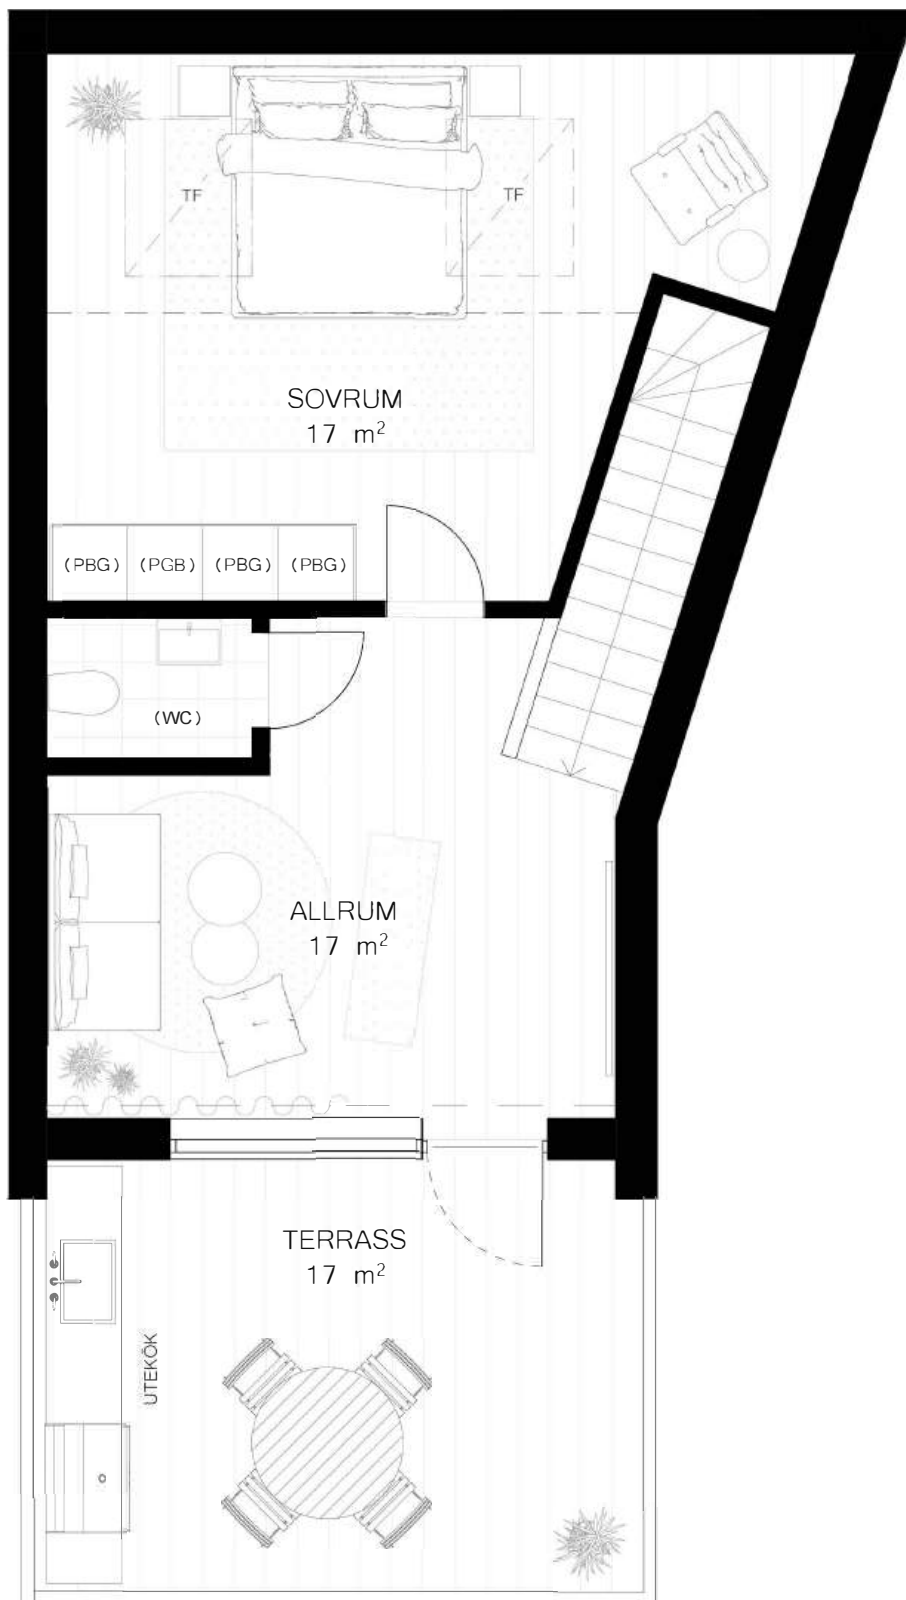 TF
TF
SOVRUM
17 m²
(PBG)
(PGB)
(PBG)
(PBG)
(WC)
ALLRUM
17 m²
TERRASS
17 m²
UTEKÖK